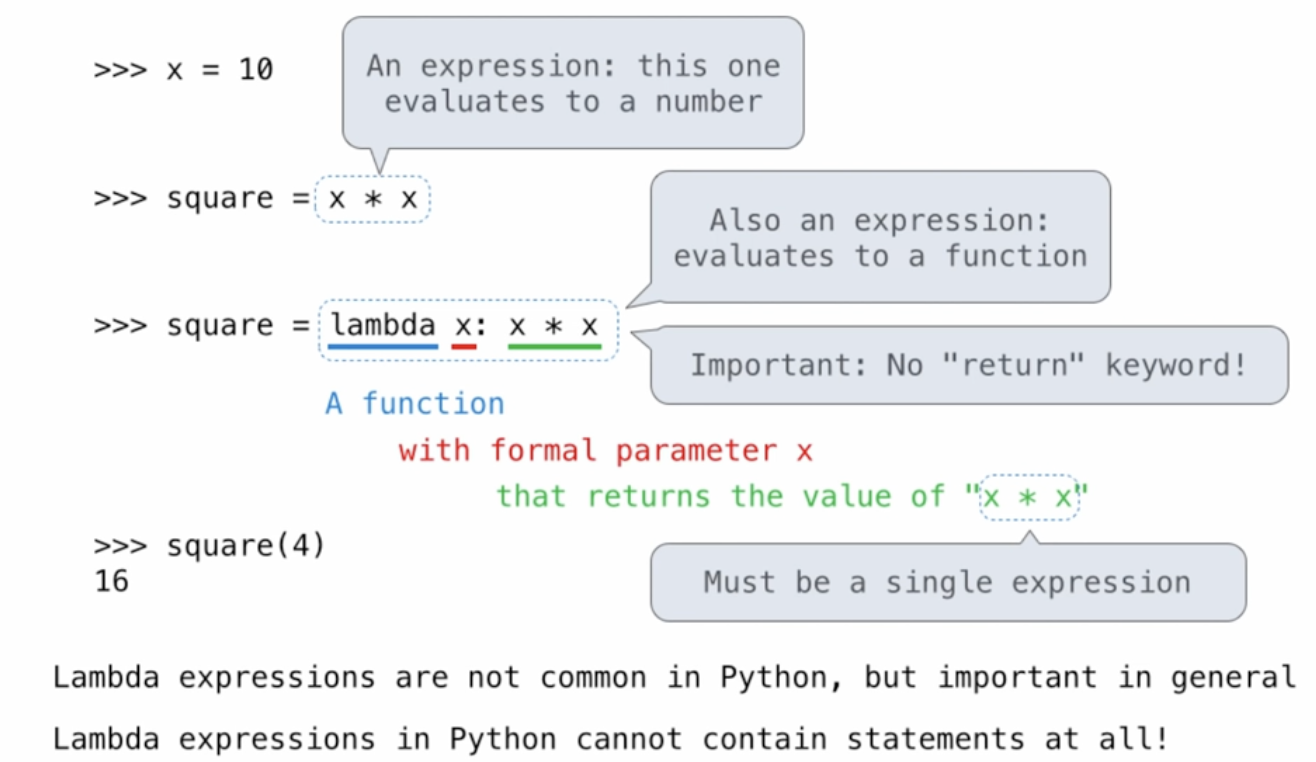 >>> x = 10
An expression: this one
evaluates to a number
>>> square = x * x
Also an expression:
evaluates to a function
>>> square = lambda x: x * x
Important: No "return" keyword!
A function
with formal parameter x
that returns the value of "x * x"
>>> square(4)
16
Must be a single expression
Lambda expressions are not common in Python, but important in general
Lambda expressions in Python cannot contain statements at all!